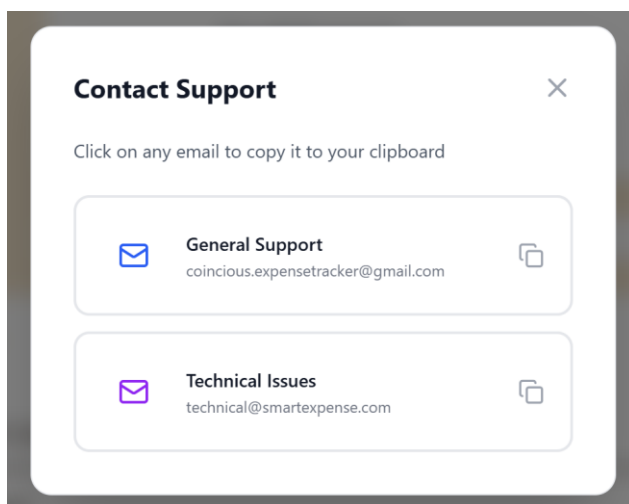 Contact Support
Click on any email to copy it to your clipboard
General Support
coincious.expensetracker@gmail.com
Technical Issues
technical@smartexpense.com